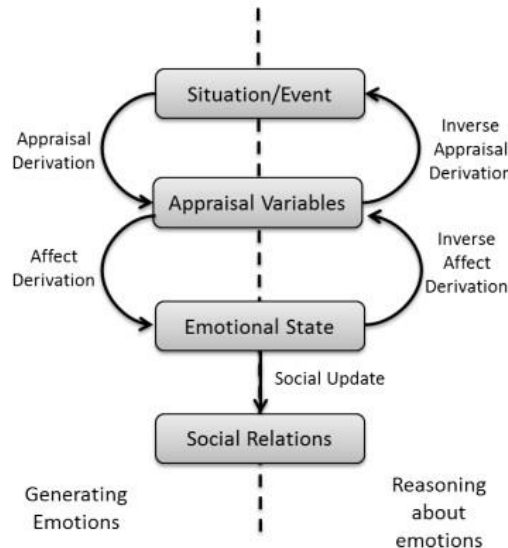 Situation/Event
Appraisal
Derivation
Inverse
Appraisal
Derivation
Appraisal Variables
Affect
Derivation
Inverse
Affect
Derivation
Emotional State
Social Update
Social Relations
Generating
Emotions
Reasoning
about
emotions